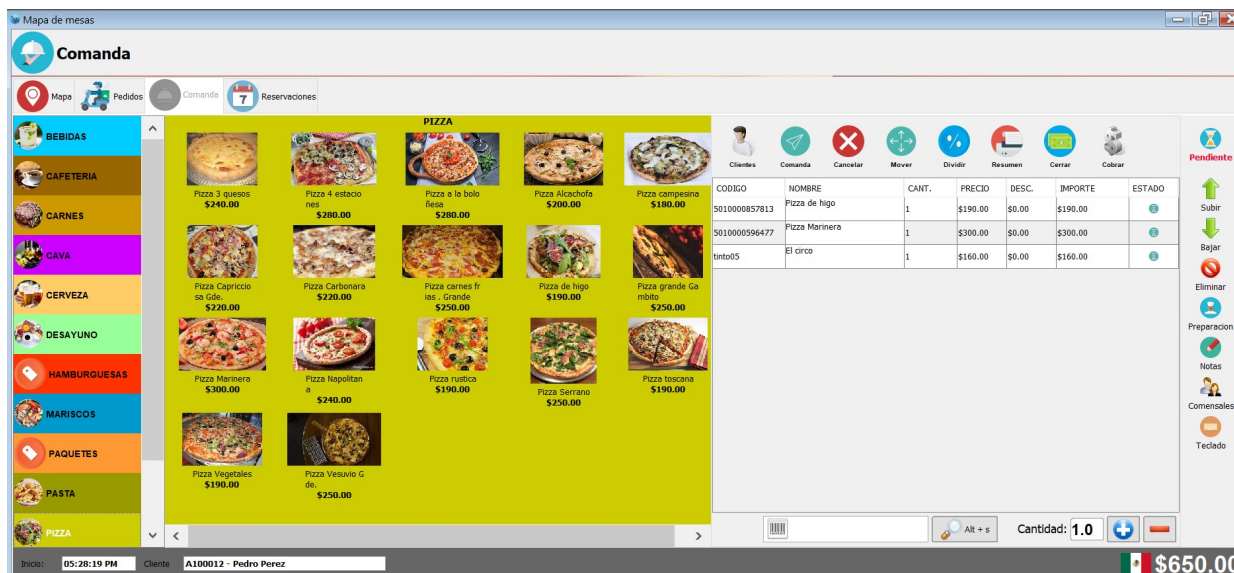 Mapa de mesas
Comanda
Mapa
Pedidos
Comanda
7
Reservaciones
BEBIDAS
CAFETERIA
CARNES
CAVA
CERVEZA
DESAYUNO
HAMBURGUESAS
MARISCOS
PAQUETES
PASTA
PIZZA
PIZZA
Pizza 3 quesos
$240.00
Pizza 4 estacio
nes
$280.00
Pizza a la bolo
ñesa
$280.00
Pizza Alcachofa
$200.00
Pizza campesina
$180.00
Pizza Capriccio
sa Gde.
$220.00
Pizza Carbonara
$220.00
Pizza carnes fr
ias . Grande
$250.00
Pizza de higo
$190.00
Pizza grande Ga
mbito
$250.00
Pizza Marinera
$300.00
Pizza Napolitan
a
$240.00
Pizza rustica
$190.00
Pizza Serrano
$250.00
Pizza toscana
$190.00
Pizza Vegetales
$190.00
Pizza Vesuvio G
de.
$250.00
Clientes
Comanda
Cancelar
Mover
%
Dividir
Resumen
Cerrar
Cobrar
CODIGO NOMBRE CANT. PRECIO DESC. IMPORTE ESTADO
5010000857813 Pizza de higo 1 $190.00 $0.00 $190.00
5010000596477 Pizza Marinera 1 $300.00 $0.00 $300.00
tinto05 El circo 1 $160.00 $0.00 $160.00
Pendiente
Subir
Bajar
Eliminar
Preparacion
Notas
Comensales
Teclado
Alt + s
Cantidad: 1.0
Inicio: 05:28:19 PM Cliente A100012 - Pedro Perez
$650.00